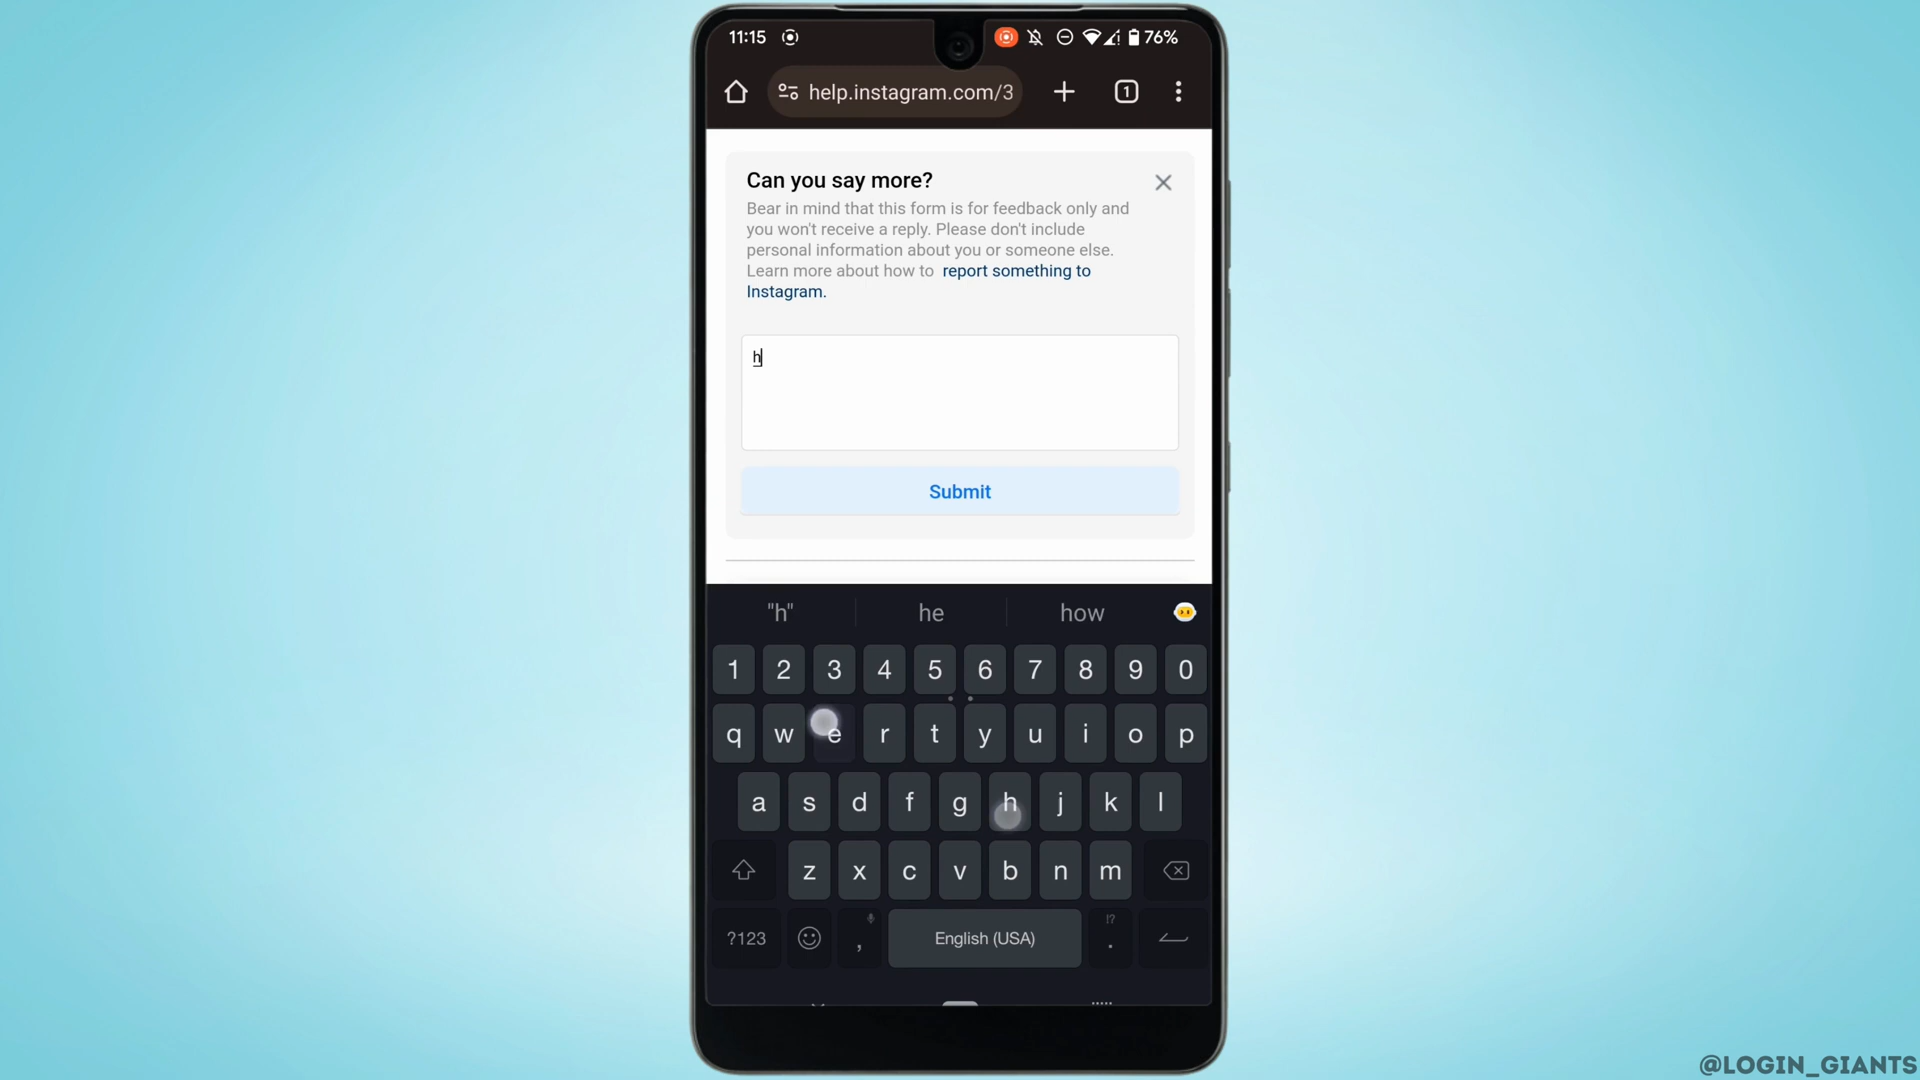 11:15
76%
help.instagram.com/3
1
Can you say more?
Bear in mind that this form is for feedback only and
you won't receive a reply. Please don't include
personal information about you or someone else.
Learn more about how to report something to
Instagram.
h
Submit
"h" he how
1 2 3 4 5 6 7 8 9 0
q w e r t y u i o p
a s d f g h j k l
z x c v b n m
!?
?123 , English (USA) .
@LOGIN_GIANTS